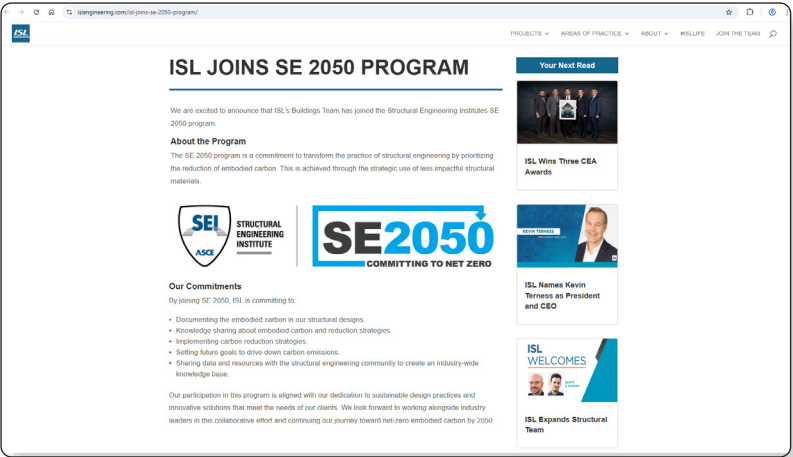 islengineering.com/isl-joins-se-2050-program/
ISL
PROJECTS
AREAS OF PRACTICE
ABOUT
#ISLLIFE
JOIN THE TEAM
ISL JOINS SE 2050 PROGRAM
We are excited to announce that ISL's Buildings Team has joined the Structural Engineering Institutes SE
2050 program.
About the Program
The SE 2050 program is a commitment to transform the practice of structural engineering by prioritizing
the reduction of embodied carbon. This is achieved through the strategic use of less impactful structural
materials.
SEI
ASCE
STRUCTURAL
ENGINEERING
INSTITUTE
SE2050
COMMITTING TO NET ZERO
Our Commitments
By joining SE 2050, ISL is committing to:
• Documenting the embodied carbon in our structural designs.
• Knowledge sharing about embodied carbon and reduction strategies.
• Implementing carbon reduction strategies.
• Setting future goals to drive down carbon emissions.
• Sharing data and resources with the structural engineering community to create an industry-wide
knowledge base.
Our participation in this program is aligned with our dedication to sustainable design practices and
innovative solutions that meet the needs of our clients. We look forward to working alongside industry
leaders in this collaborative effort and continuing our journey toward net-zero embodied carbon by 2050
Your Next Read
ISL Wins Three CEA
Awards
KEVIN TERNESS
ISL Names Kevin
Terness as President
and CEO
ISL
WELCOMES
ISL Expands Structural
Team